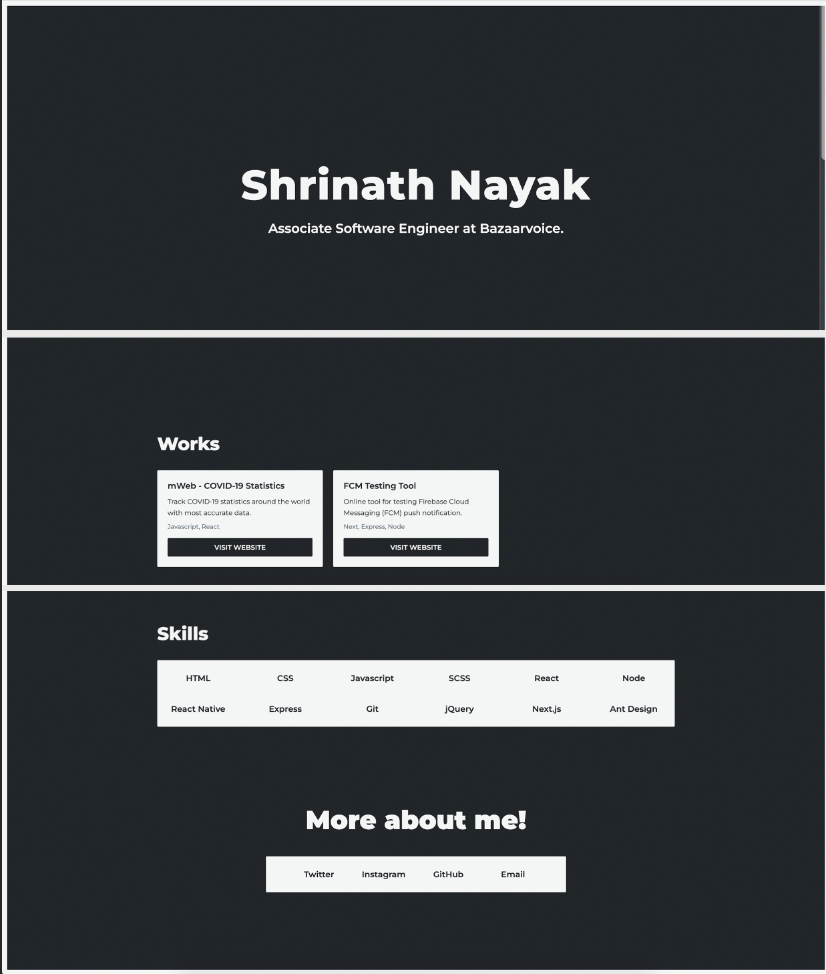 Shrinath Nayak
Associate Software Engineer at Bazaarvoice.
Works
mWeb - COVID-19 Statistics
Track COVID-19 statistics around the world
with most accurate data.
Javascript, React
VISIT WEBSITE
FCM Testing Tool
Online tool for testing Firebase Cloud
Messaging (FCM) push notification.
Next, Express, Node
VISIT WEBSITE
Skills
HTML CSS Javascript SCSS React Node
React Native Express Git jQuery Next.js Ant Design
More about me!
Twitter Instagram GitHub Email